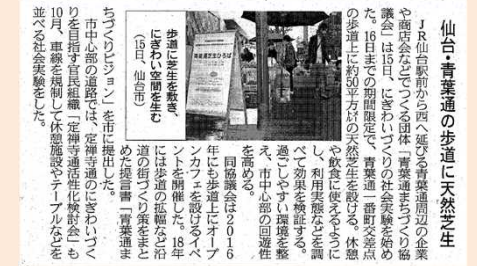 仙台・青葉通の歩道に天然芝生
JR仙台駅前から西へ延びる青葉通周辺の企業
や商店会などでつくる団体「青葉通まちづくり協
議会」は15日、にぎわいづくりの社会実験を始め
た。16日までの期間限定で、青葉通一番町交差点
の歩道上に約50平方㍍の天然芝生を設ける。休憩
や飲食に使えるように
し、利用実態などを調
べて効果を検証する。
過ごしやすい環境を整
え、市中心部の回遊性
を高める。
同協議会は2016
年にも歩道上にオープ
ンカフェを設けるイベ
ントを開催した。18年
には歩道の拡幅など沿
道の街づくり策をまと
めた提言書「青葉通ま
ちづくりビジョン」を市に提出した。
市中心部の道路では、定禅寺通のにぎわいづく
りを目指す官民組織「定禅寺通活性化検討会」も
10月、車線を規制して休憩施設やテーブルなどを
並べる社会実験をした。
歩道に芝生を敷き、
にぎわい空間を生む
（15日、仙台市）